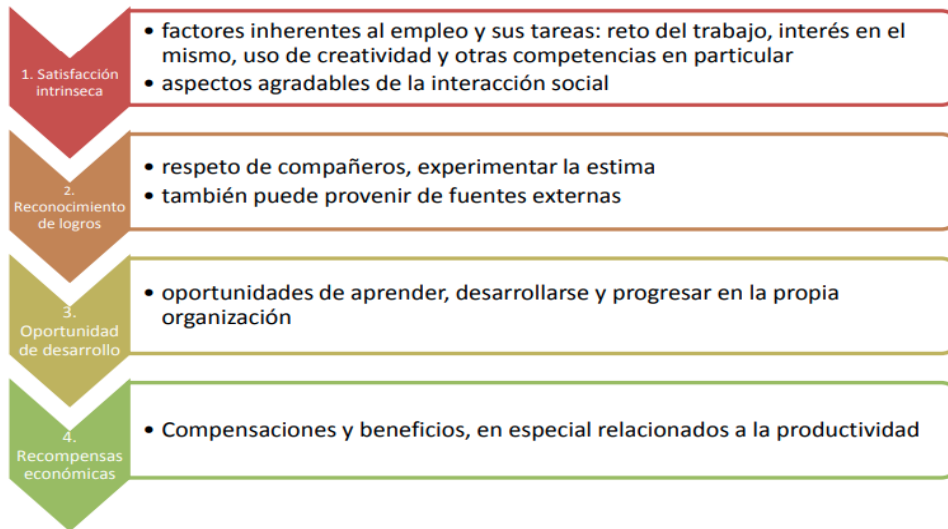 1. Satisfacción
intrinseca
• factores inherentes al empleo y sus tareas: reto del trabajo, interés en el
mismo, uso de creatividad y otras competencias en particular
• aspectos agradables de la interacción social
2.
Reconocimiento
de logros
• respeto de compañeros, experimentar la estima
• también puede provenir de fuentes externas
3.
Oportunidad
de desarrollo
• oportunidades de aprender, desarrollarse y progresar en la propia
organización
4.
Recompensas
económicas
• Compensaciones y beneficios, en especial relacionados a la productividad